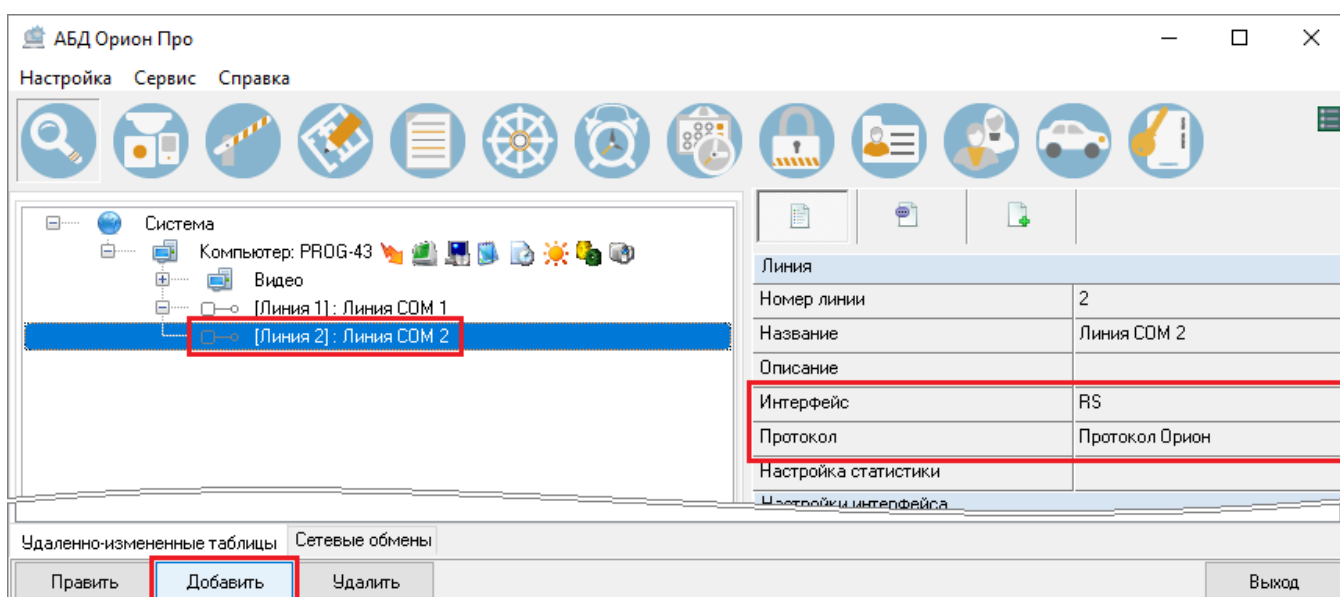 АБД Орион Про
Настройка Сервис Справка
Система
Компьютер: PROG-43
Видео
[Линия 1] : Линия COM 1
[Линия 2] : Линия COM 2
Линия
Номер линии 2
Название Линия COM 2
Описание
Интерфейс RS
Протокол Протокол Орион
Настройка статистики
Настройки интерфейса
Удаленно-измененные таблицы Сетевые обмены
Править Добавить Удалить Выход